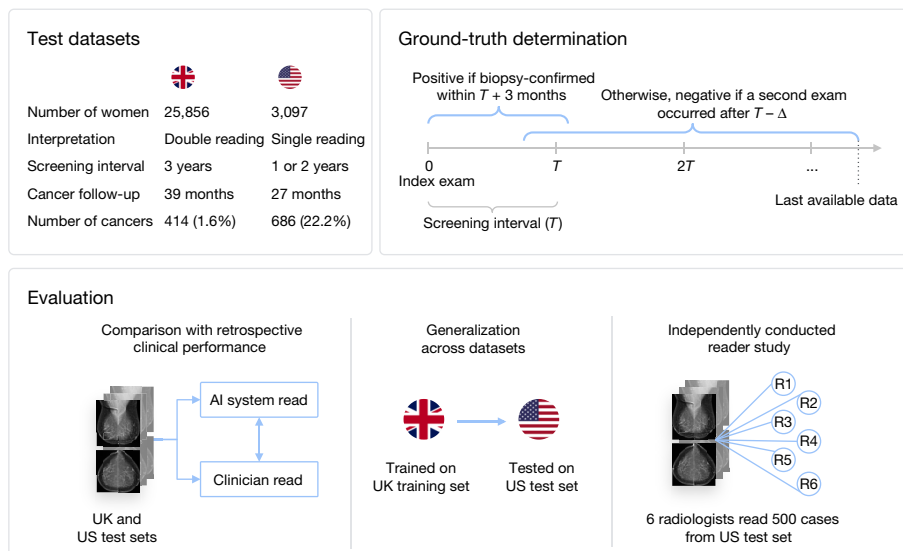 Test datasets
Number of women 25,856 3,097
Interpretation Double reading Single reading
Screening interval 3 years 1 or 2 years
Cancer follow-up 39 months 27 months
Number of cancers 414 (1.6%) 686 (22.2%)
Ground-truth determination
Positive if biopsy-confirmed
within T + 3 months
Otherwise, negative if a second exam
occurred after T – Δ
0 T 2T ...
Index exam
Last available data
Screening interval (T)
Evaluation
Comparison with retrospective
clinical performance
AI system read
Clinician read
UK and
US test sets
Generalization
across datasets
Trained on
UK training set
Tested on
US test set
Independently conducted
reader study
R1
R2
R3
R4
R5
R6
6 radiologists read 500 cases
from US test set